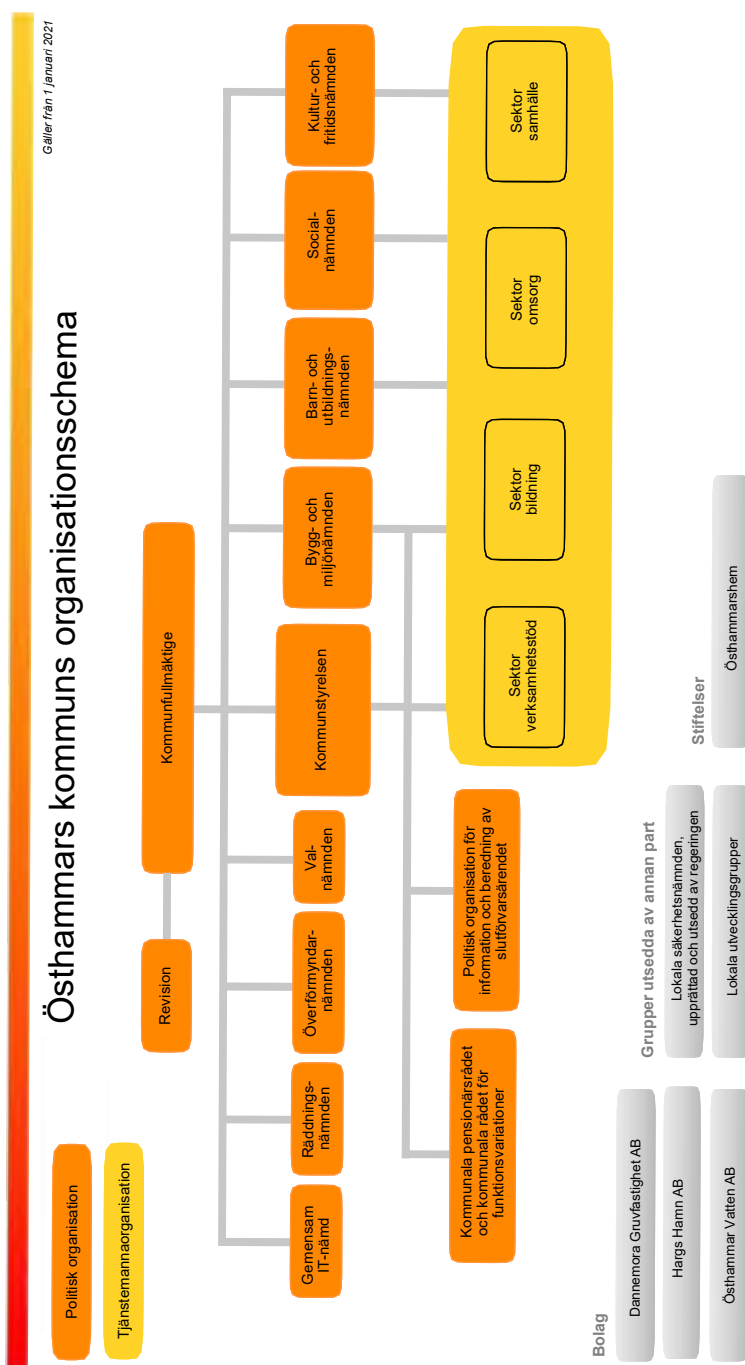 Gäller från 1 januari 2021
Östhammars kommuns organisationsschema
Politisk organisation
Tjänstemannaorganisation
Revision
Kommunfullmäktige
Gemensam
IT-nämd
Räddnings-
nämnden
Överförmyndar-
nämnden
Val-
nämnden
Kommunstyrelsen
Bygg- och
miljönämnden
Barn- och
utbildnings-
nämnden
Social-
nämnden
Kultur- och
fritidsnämnden
Kommunala pensionärsrådet
och kommunala rådet för
funktionsvariationer
Politisk organisation för
information och beredning av
slutförvarsärendet
Sektor
verksamhetsstöd
Sektor
bildning
Sektor
omsorg
Sektor
samhälle
Bolag
Dannemora Gruvfastighet AB
Hargs Hamn AB
Östhammar Vatten AB
Grupper utsedda av annan part
Lokala säkerhetsnämnden,
upprättad och utsedd av regeringen
Lokala utvecklingsgrupper
Stiftelser
Östhammarshem